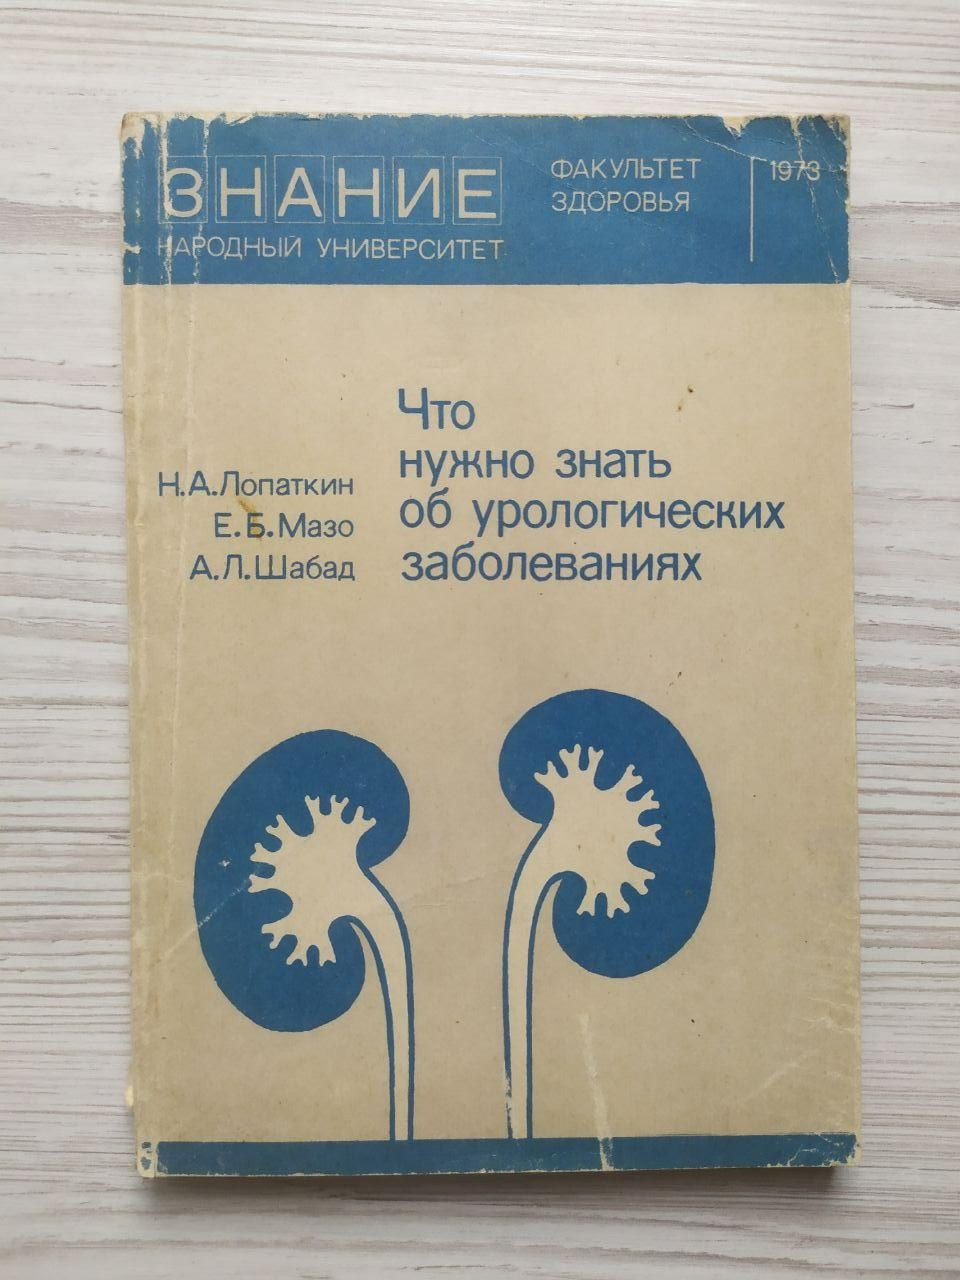 ЗНАНИЕ
НАРОДНЫЙ УНИВЕРСИТЕТ
ФАКУЛЬТЕТ
ЗДОРОВЬЯ
1973
Н.А.Лопаткин
Е.Б.Мазо
А.Л.Шабад
Что
нужно знать
об урологических
заболеваниях